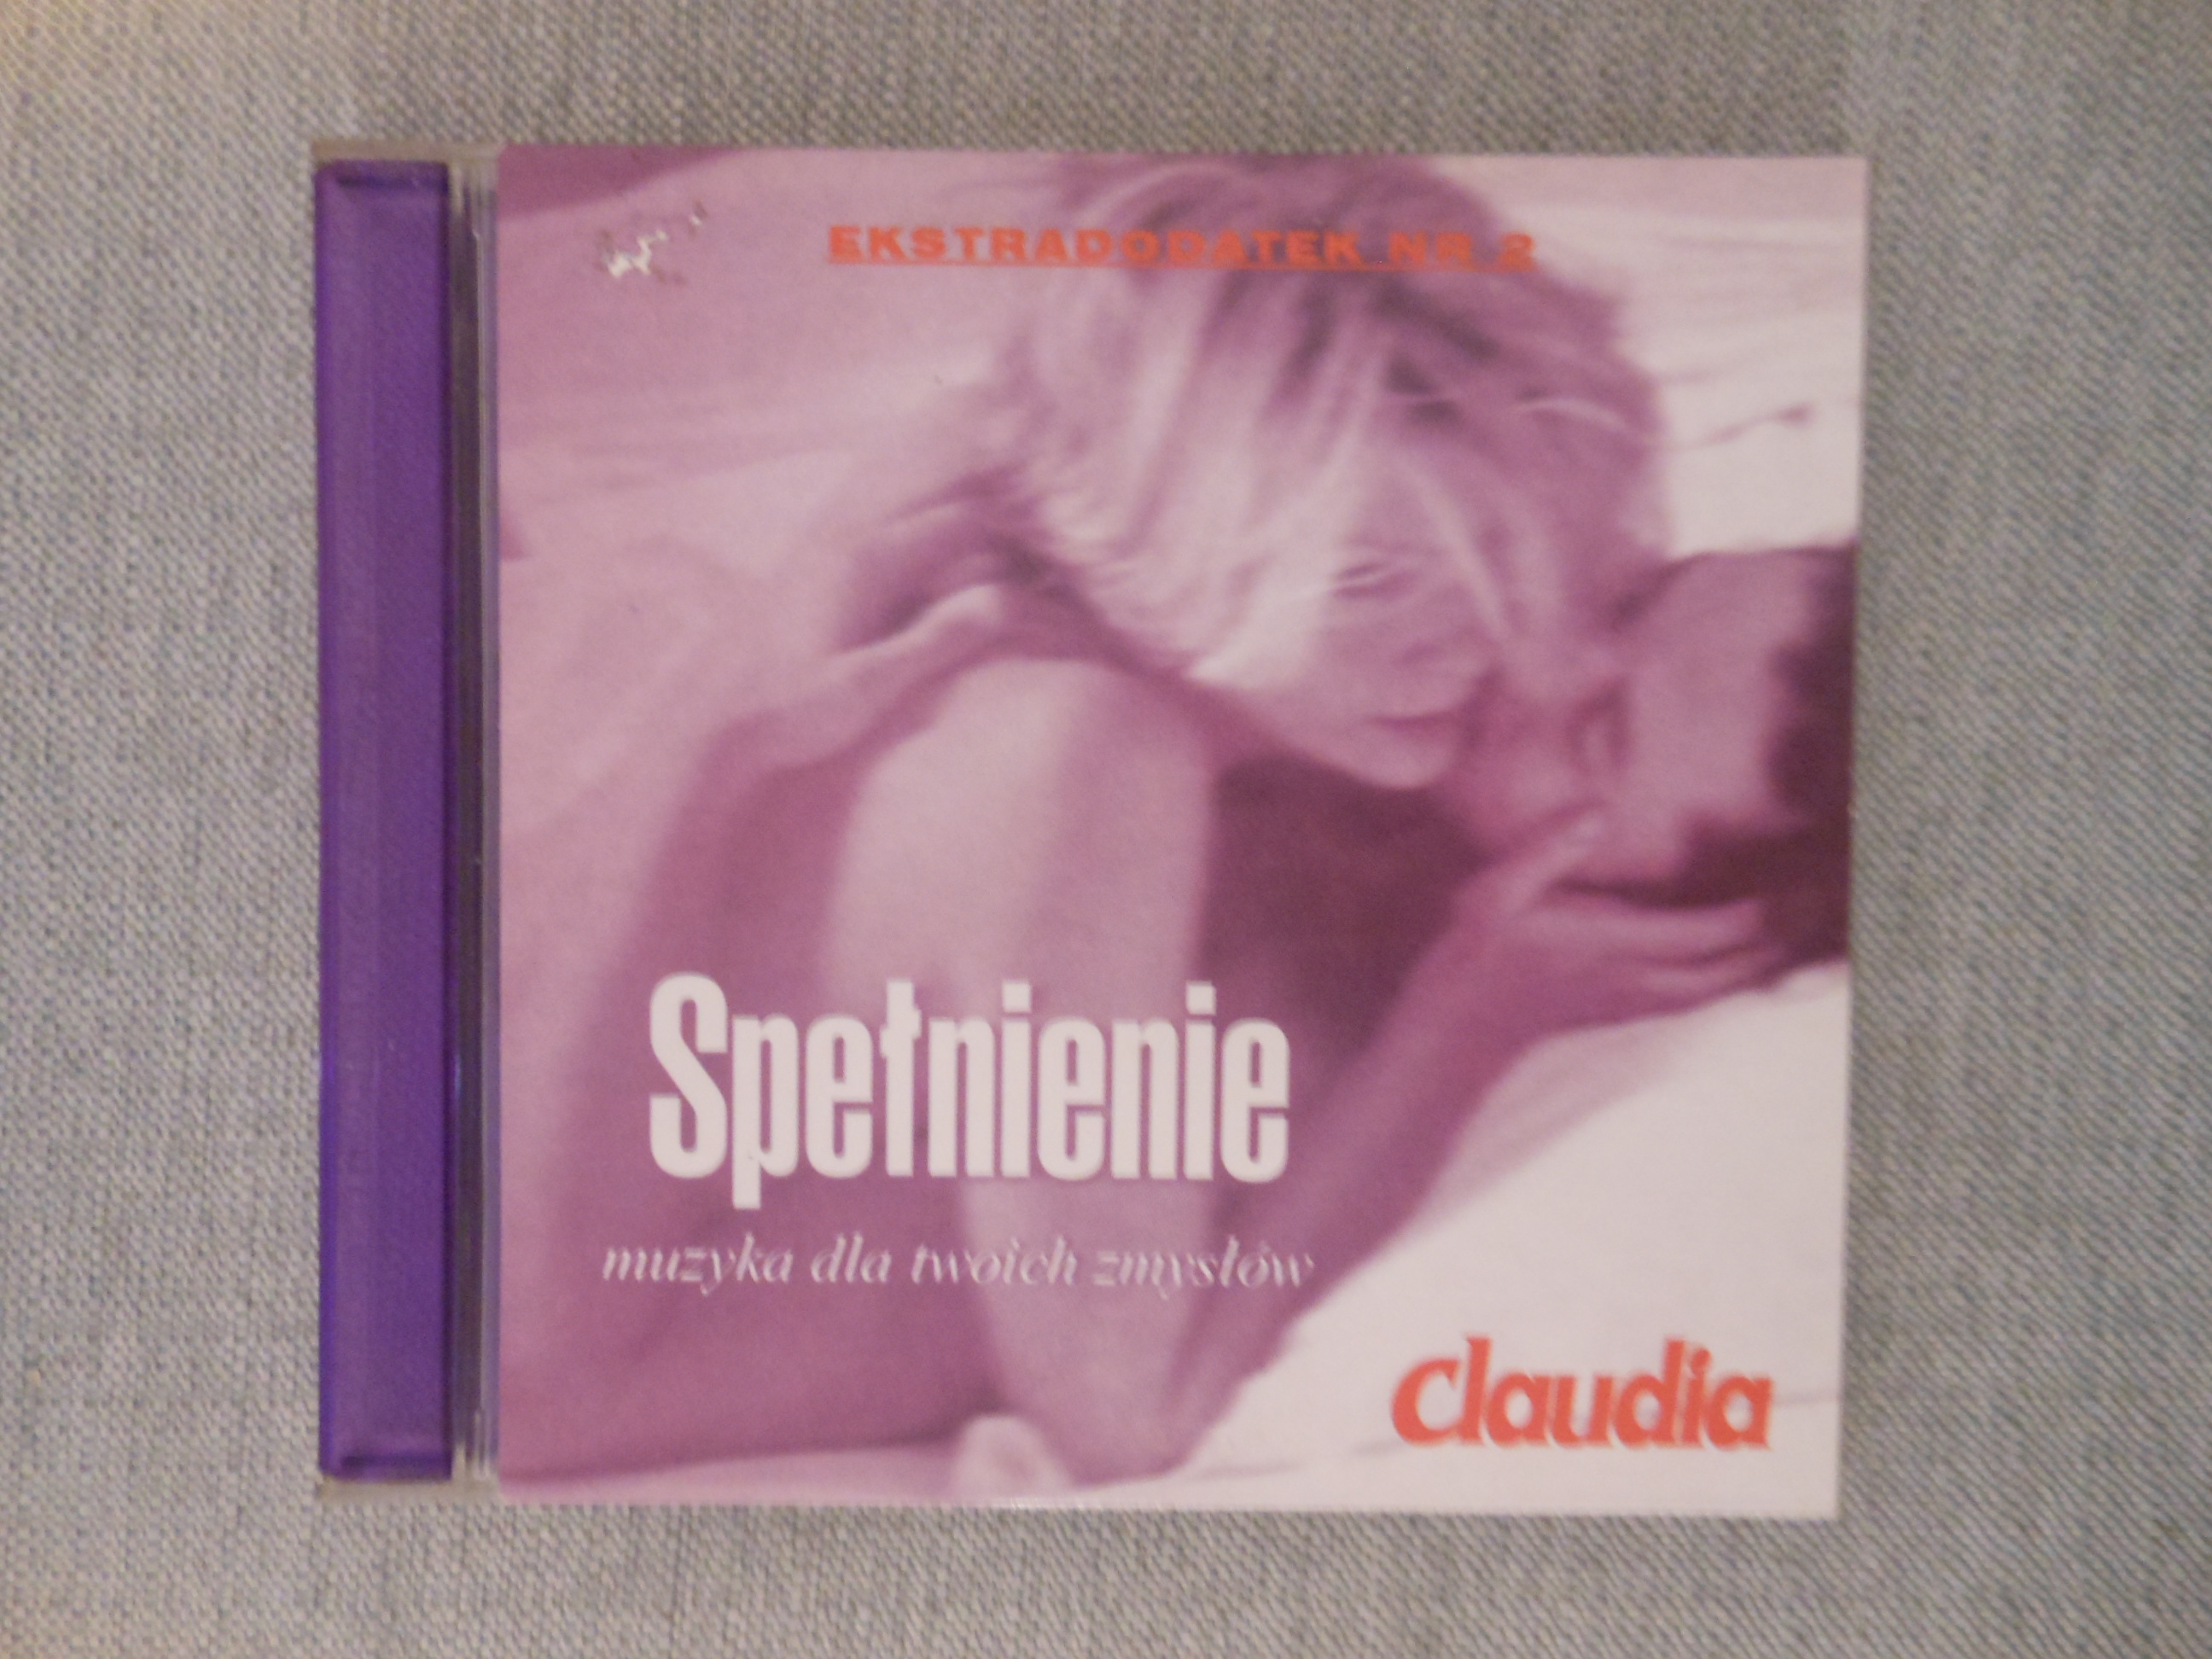 EKSTRADODATEK NR 2
Spełnienie
muzyka dla twoich zmysłów
claudia